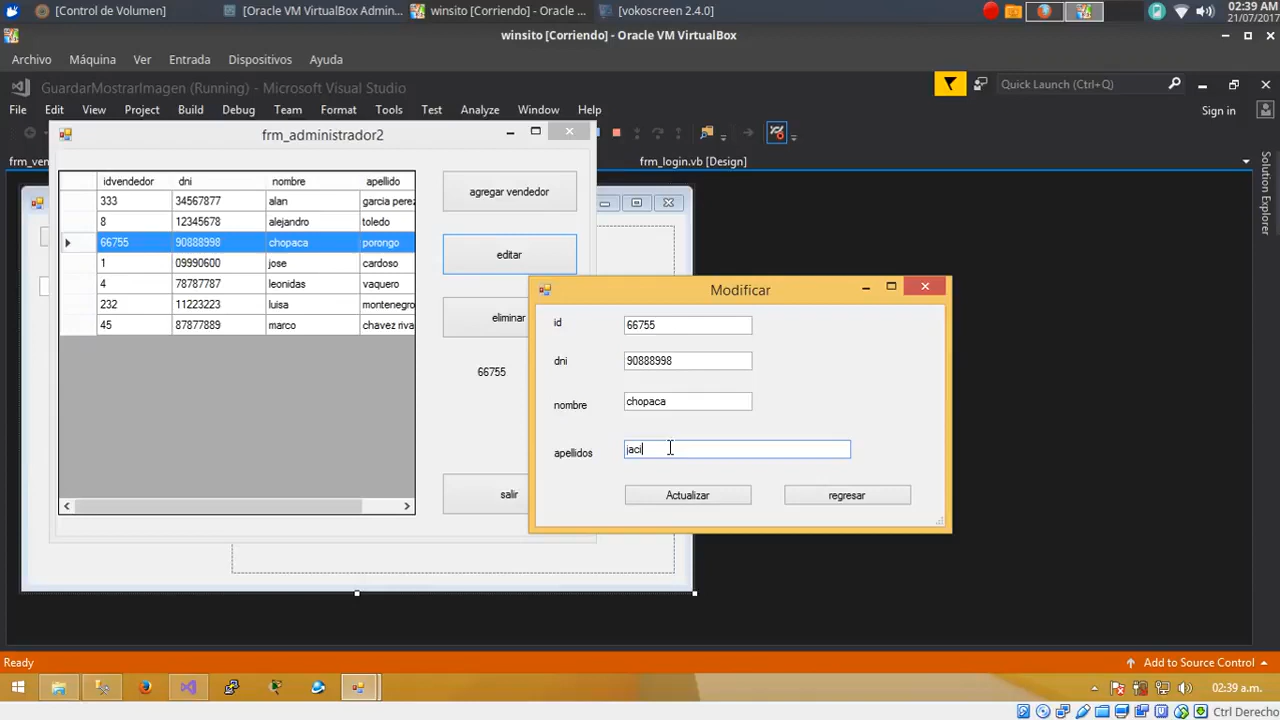 [Control de Volumen]
[Oracle VM VirtualBox Admin...
winsito [Corriendo] - Oracle ...
[vokoscreen 2.4.0]
02:39 AM
21/07/2017
winsito [Corriendo] - Oracle VM VirtualBox
Archivo Máquina Ver Entrada Dispositivos Ayuda
GuardarMostrarImagen (Running) - Microsoft Visual Studio
Quick Launch (Ctrl+Q)
File Edit View Project Build Debug Team Format Tools Test Analyze Window Help
Sign in
frm_administrador2
frm_ven
frm_login.vb [Design]
Solution Explorer
idvendedor dni nombre apellido
333 34567877 alan garcia perez
8 12345678 alejandro toledo
66755 90888998 chopaca porongo
1 09990600 jose cardoso
4 78787787 leonidas vaquero
232 11223223 luisa montenegro
45 87877889 marco chavez riva
agregar vendedor
editar
eliminar
66755
salir
Modificar
id 66755
dni 90888998
nombre chopaca
apellidos jaci
Actualizar regresar
Ready
Add to Source Control
02:39 a.m.
Ctrl Derecho